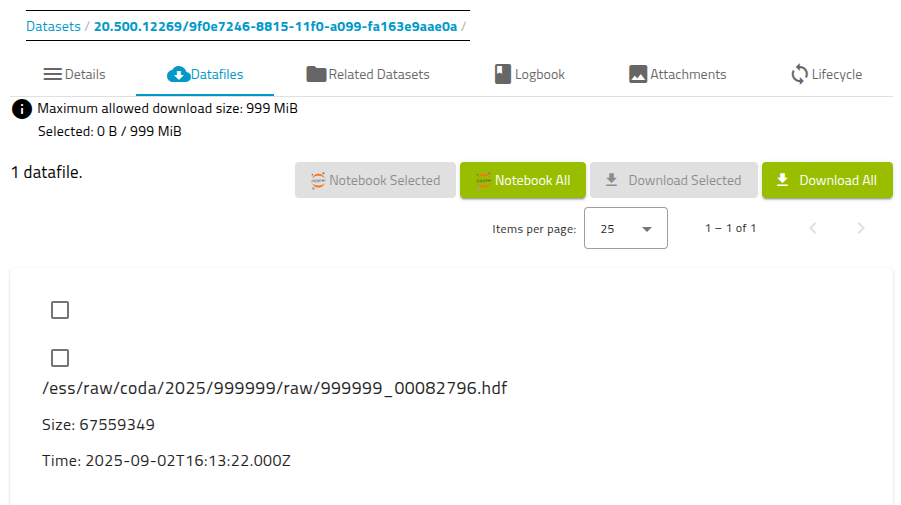 Datasets / 20.500.12269/9f0e7246-8815-11f0-a099-fa163e9aae0a /
Details Datafiles Related Datasets Logbook Attachments Lifecycle
Maximum allowed download size: 999 MiB
Selected: 0 B / 999 MiB
1 datafile.
Notebook Selected Notebook All Download Selected Download All
Items per page: 25 1 – 1 of 1
/ess/raw/coda/2025/999999/raw/999999_00082796.hdf
Size: 67559349
Time: 2025-09-02T16:13:22.000Z